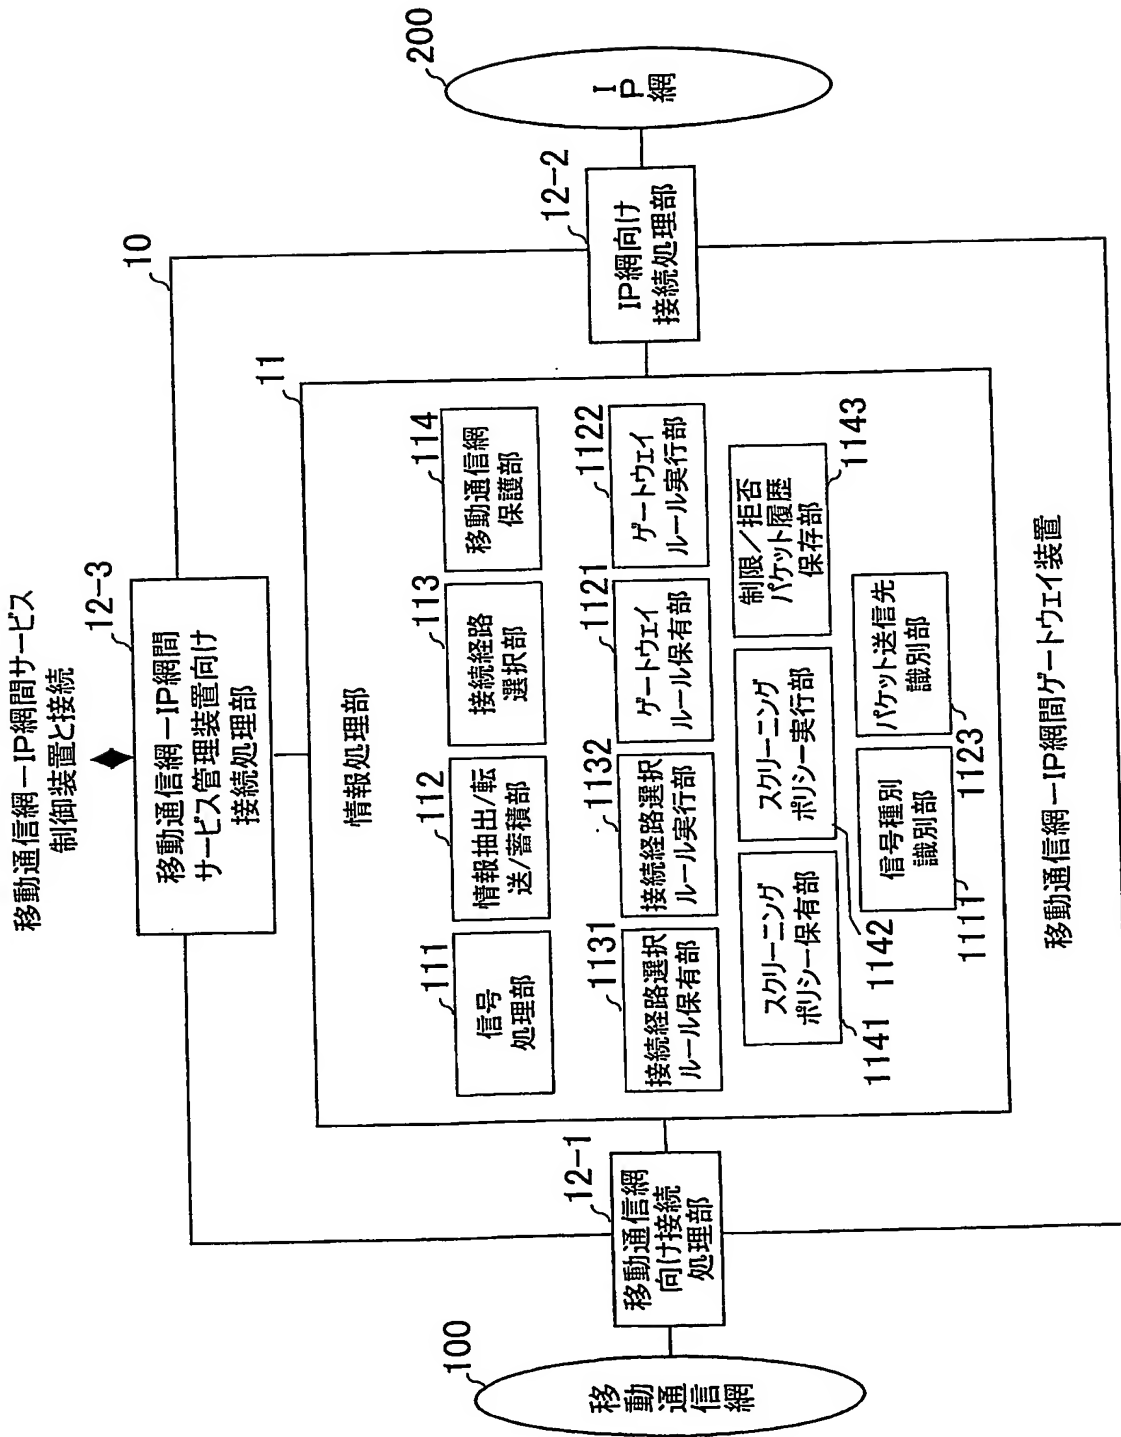 移動通信網－IP網間サービス
制御装置と接続
12-3
10
移動通信網－IP網間
サービス管理装置向け
接続処理部
11
情報処理部
111
信号
処理部
112
情報抽出/転
送/蓄積部
113
接続経路
選択部
114
移動通信網
保護部
1131
接続経路選択
ルール保有部
1132
接続経路選択
ルール実行部
1121
ゲートウェイ
ルール保有部
1122
ゲートウェイ
ルール実行部
スクリーニング
ポリシー保有部
1141
スクリーニング
ポリシー実行部
1142
制限／拒否
パケット履歴
保存部
1143
信号種別
識別部
1111
パケット送信先
識別部
1123
100
移動通信網
12-1
移動通信網
向け接続
処理部
12-2
IP網向け
接続処理部
200
IP網
移動通信網－IP網間ゲートウェイ装置